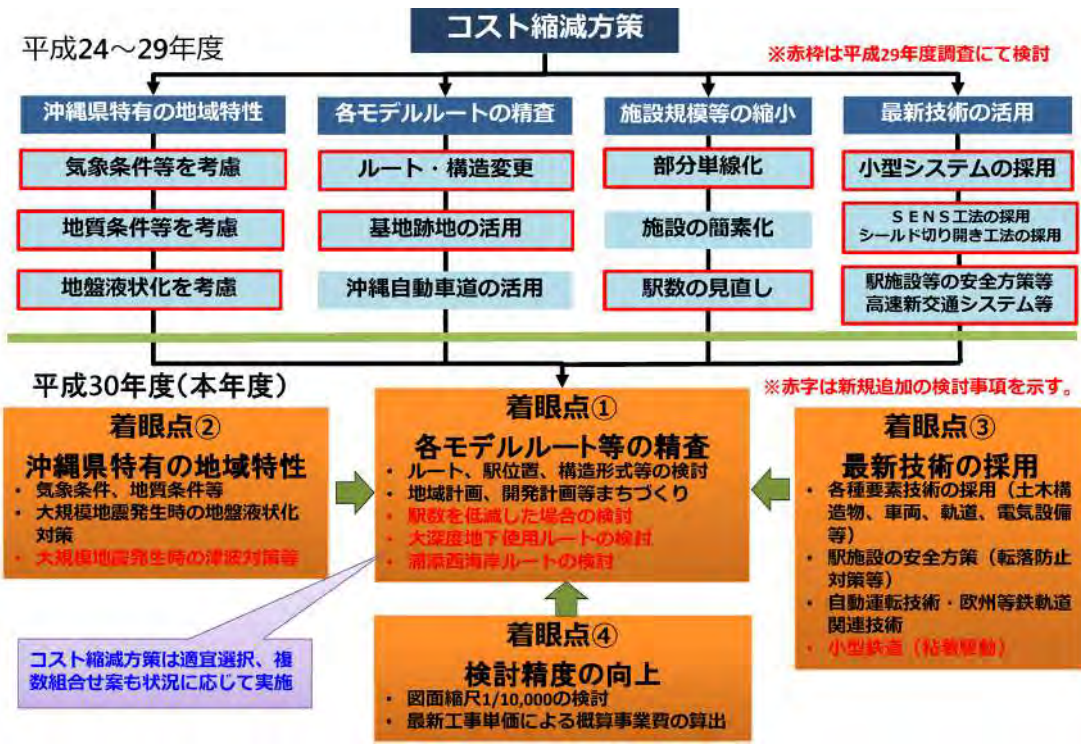 コスト縮減方策
平成24～29年度
※赤枠は平成29年度調査にて検討
沖縄県特有の地域特性
気象条件等を考慮
地質条件等を考慮
地盤液状化を考慮
各モデルルートの精査
ルート・構造変更
基地跡地の活用
沖縄自動車道の活用
施設規模等の縮小
部分単線化
施設の簡素化
駅数の見直し
最新技術の活用
小型システムの採用
ＳＥＮＳ工法の採用
シールド切り開き工法の採用
駅施設等の安全方策等
高速新交通システム等
平成30年度（本年度）
※赤字は新規追加の検討事項を示す。
着眼点①
各モデルルート等の精査
・ルート、駅位置、構造形式等の検討
・地域計画、開発計画等まちづくり
・駅数を低減した場合の検討
・大深度地下使用ルートの検討
・浦添西海岸ルートの検討
着眼点②
沖縄県特有の地域特性
・気象条件、地質条件等
・大規模地震発生時の地盤液状化
対策
・大規模地震発生時の津波対策等
着眼点③
最新技術の採用
・各種要素技術の採用（土木構
造物、車両、軌道、電気設備
等）
・駅施設の安全方策（転落防止
対策等）
・自動運転技術・欧州等鉄軌道
関連技術
・小型鉄道（粘着駆動）
コスト縮減方策は適宜選択、複
数組合せ案も状況に応じて実施
着眼点④
検討精度の向上
・図面縮尺1/10,000の検討
・最新工事単価による概算事業費の算出